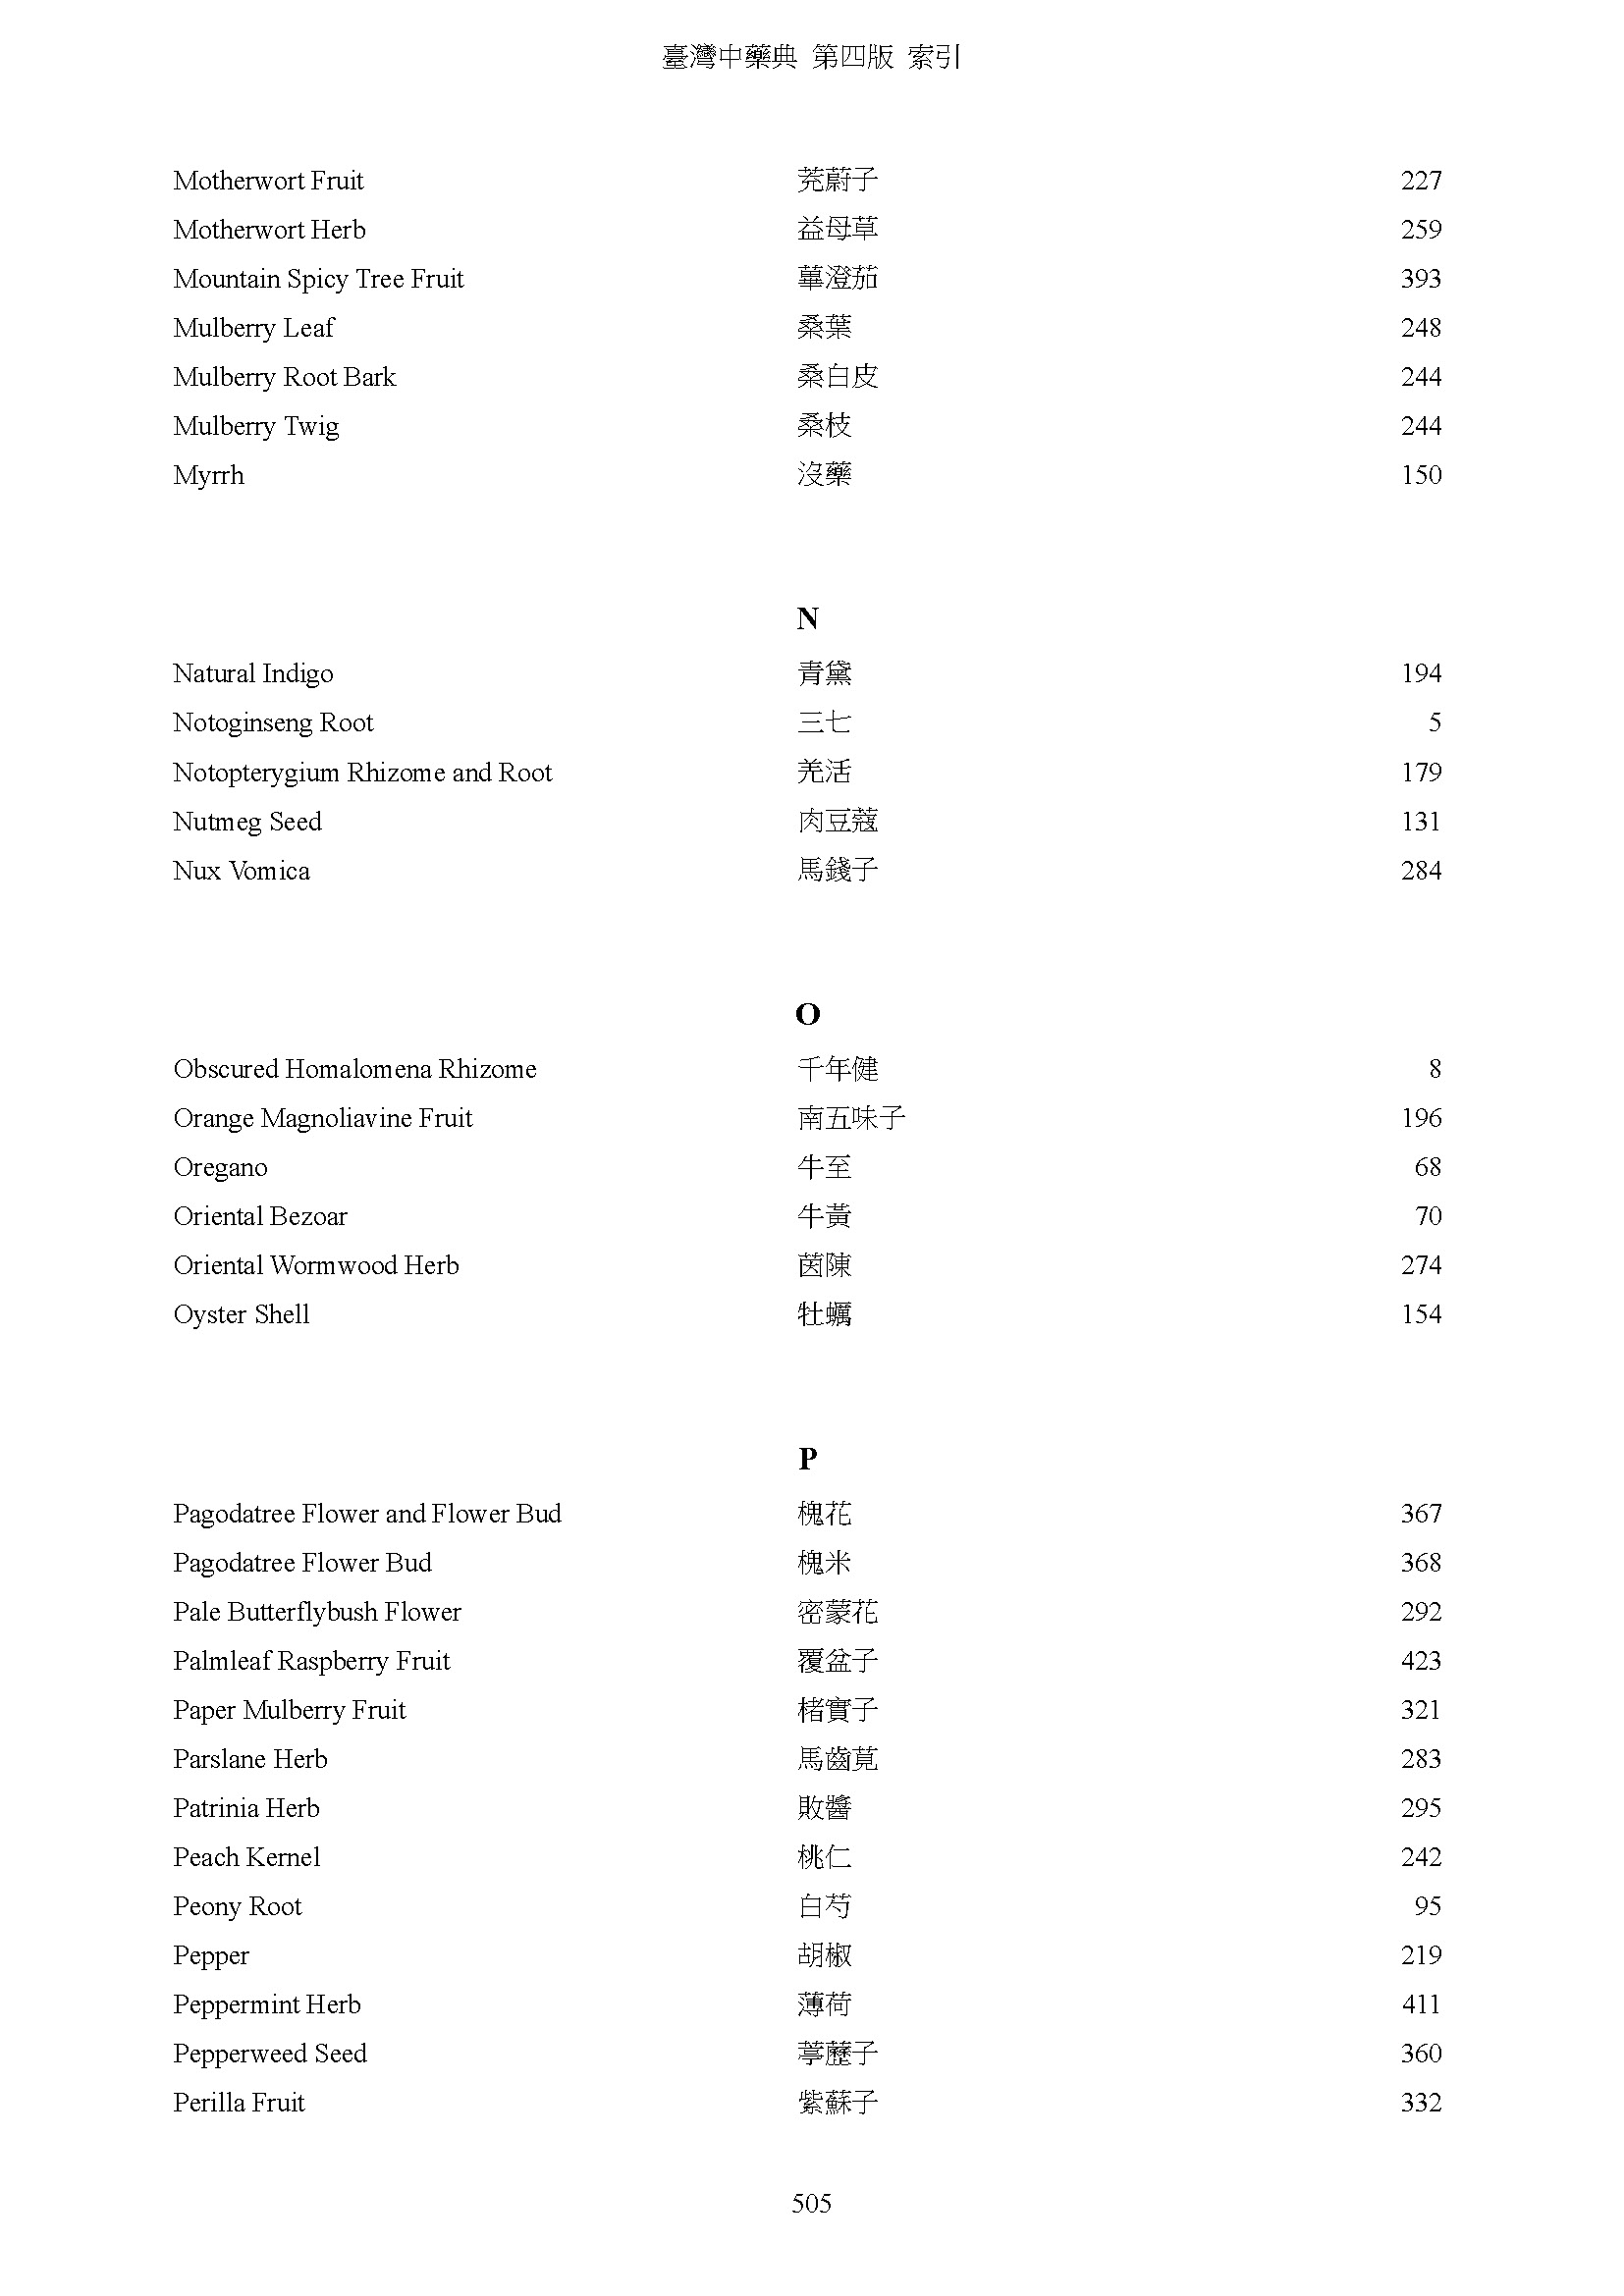 臺灣中藥典 第四版 索引
Motherwort Fruit 茺蔚子 227
Motherwort Herb 益母草 259
Mountain Spicy Tree Fruit 蓽澄茄 393
Mulberry Leaf 桑葉 248
Mulberry Root Bark 桑白皮 244
Mulberry Twig 桑枝 244
Myrrh 沒藥 150
N
Natural Indigo 青黛 194
Notoginseng Root 三七 5
Notopterygium Rhizome and Root 羌活 179
Nutmeg Seed 肉豆蔻 131
Nux Vomica 馬錢子 284
O
Obscured Homalomena Rhizome 千年健 8
Orange Magnoliavine Fruit 南五味子 196
Oregano 牛至 68
Oriental Bezoar 牛黃 70
Oriental Wormwood Herb 茵陳 274
Oyster Shell 牡蠣 154
P
Pagodatree Flower and Flower Bud 槐花 367
Pagodatree Flower Bud 槐米 368
Pale Butterflybush Flower 密蒙花 292
Palmleaf Raspberry Fruit 覆盆子 423
Paper Mulberry Fruit 楮實子 321
Parslane Herb 馬齒莧 283
Patrinia Herb 敗醬 295
Peach Kernel 桃仁 242
Peony Root 白芍 95
Pepper 胡椒 219
Peppermint Herb 薄荷 411
Pepperweed Seed 葶藶子 360
Perilla Fruit 紫蘇子 332
505